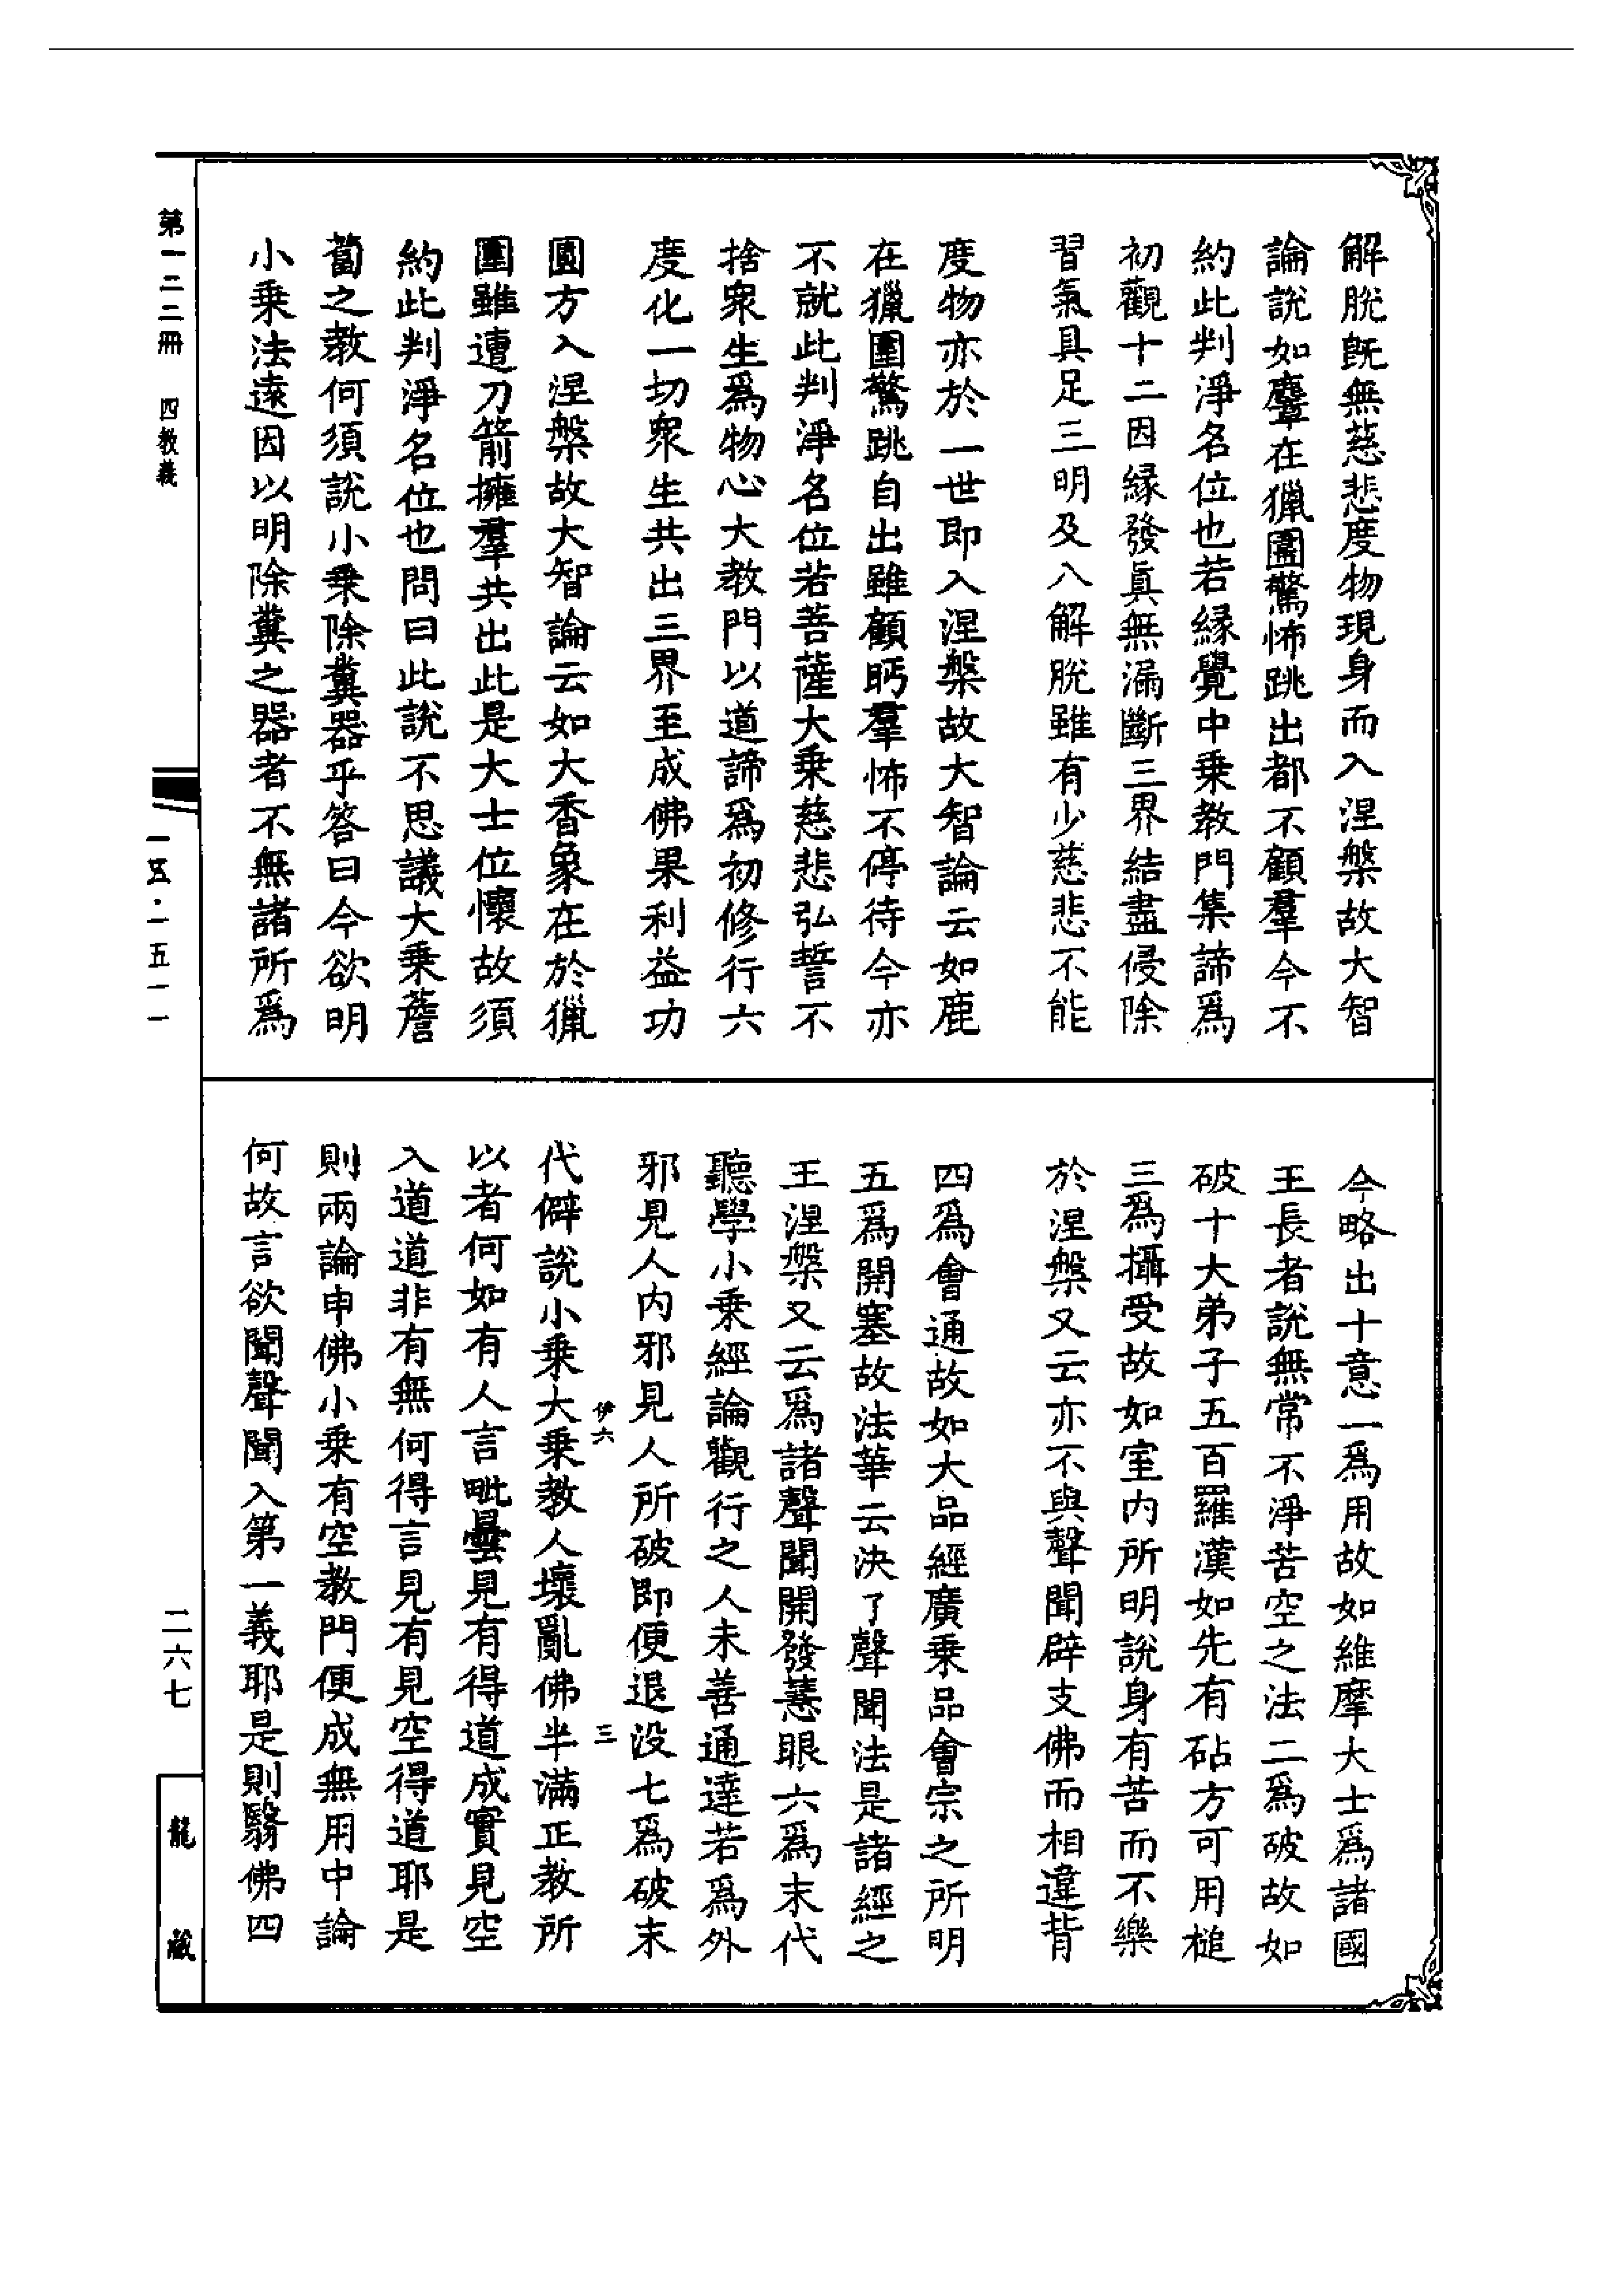 解脫既無慈悲度物現身而入涅槃故大智
論說如麞在獵圍驚怖跳出都不顧羣今不
約此判淨名位也若緣覺中乗教門集諦爲
初觀十二因緣發眞無漏斷三界結盡侵除
習氣具足三明及八解脫雖有少慈悲不能
度物亦於一世即入涅槃故大智論云如鹿
在獵圍驚跳自出雖顧眄羣怖不停待今亦
不就此判淨名位若菩薩大乗慈悲弘誓不
捨衆生爲物心大教門以道諦爲初修行六
度化一切衆生共出三界至成佛果利益功
圓方入涅槃故大智論云如大香象在於獵
圍雖遭刀箭擁羣共出此是大士位懷故須
約此判淨名位也問曰此說不思議大乗薝
蔔之教何須說小乗除糞器乎答曰今欲明
小乗法遠因以明除糞之器者不無諸所爲
今略出十意一爲用故如維摩大士爲諸國
王長者說無常不淨苦空之法二爲破故如
破十大弟子五百羅漢如先有砧方可用槌
三爲攝受故如室内所明說身有苦而不樂
於涅槃又云亦不與聲聞辟支佛而相違背
四爲會通故如大品經廣乗品會宗之所明
五爲開塞故法華云決了聲聞法是諸經之
王涅槃又云爲諸聲聞開發慧眼六爲末代
聽學小乗經論觀行之人未善通達若爲外
邪見人内邪見人所破即便退没七爲破末
代僻說小乗大乗教人壞亂佛半滿正教所
以者何如有人言毗曇見有得道成實見空
入道道非有無何得言見有見空得道耶是
則兩論申佛小乗有空教門便成無用中論
何故言欲聞聲聞入第一義耶是則翳佛四
伊六
三
第一二二冊 四教義
一五·一五一一
二六七
龍藏